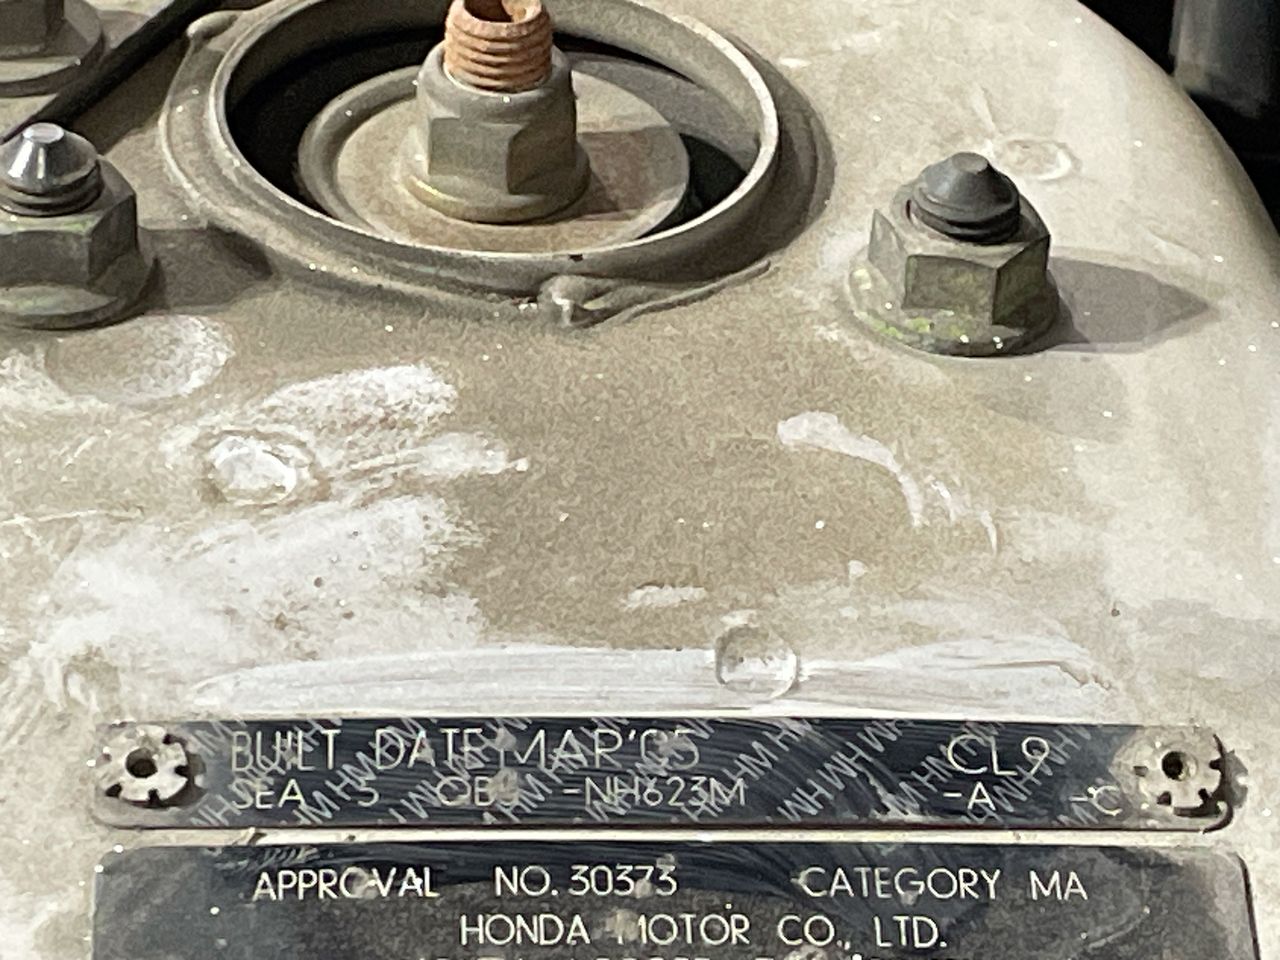 BUILT DATE MAR'05 CL9
SEA 5 -NH623M -A -C
APPROVAL NO. 30373 CATEGORY MA
HONDA MOTOR CO., LTD.